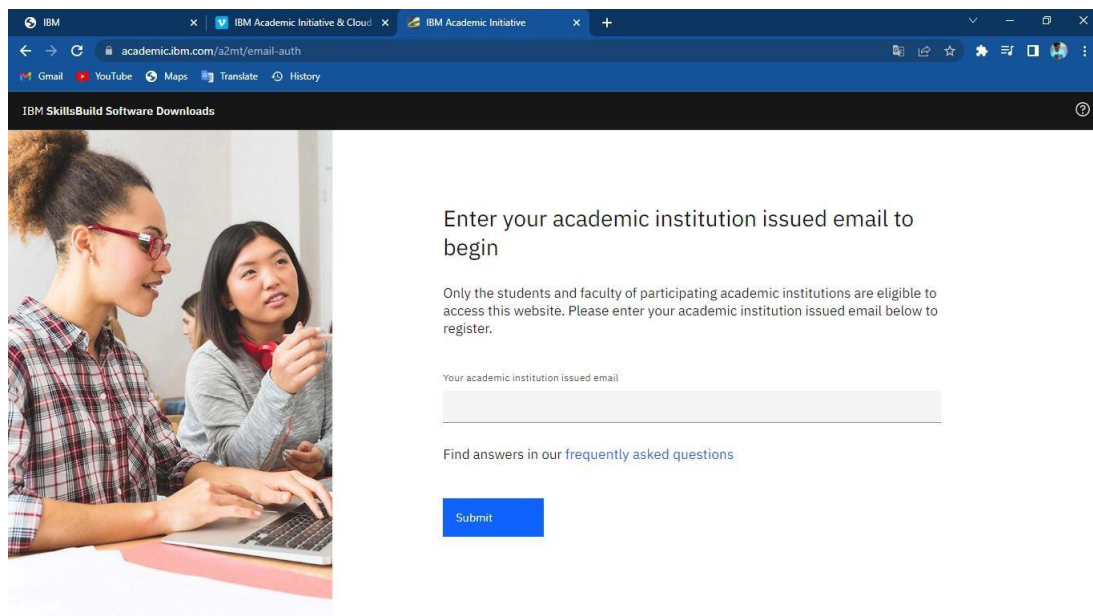 IBM
IBM Academic Initiative & Cloud
IBM Academic Initiative
academic.ibm.com/a2mt/email-auth
Gmail
YouTube
Maps
Translate
History
IBM SkillsBuild Software Downloads
Enter your academic institution issued email to
begin
Only the students and faculty of participating academic institutions are eligible to
access this website. Please enter your academic institution issued email below to
register.
Your academic institution issued email
Find answers in our frequently asked questions
Submit